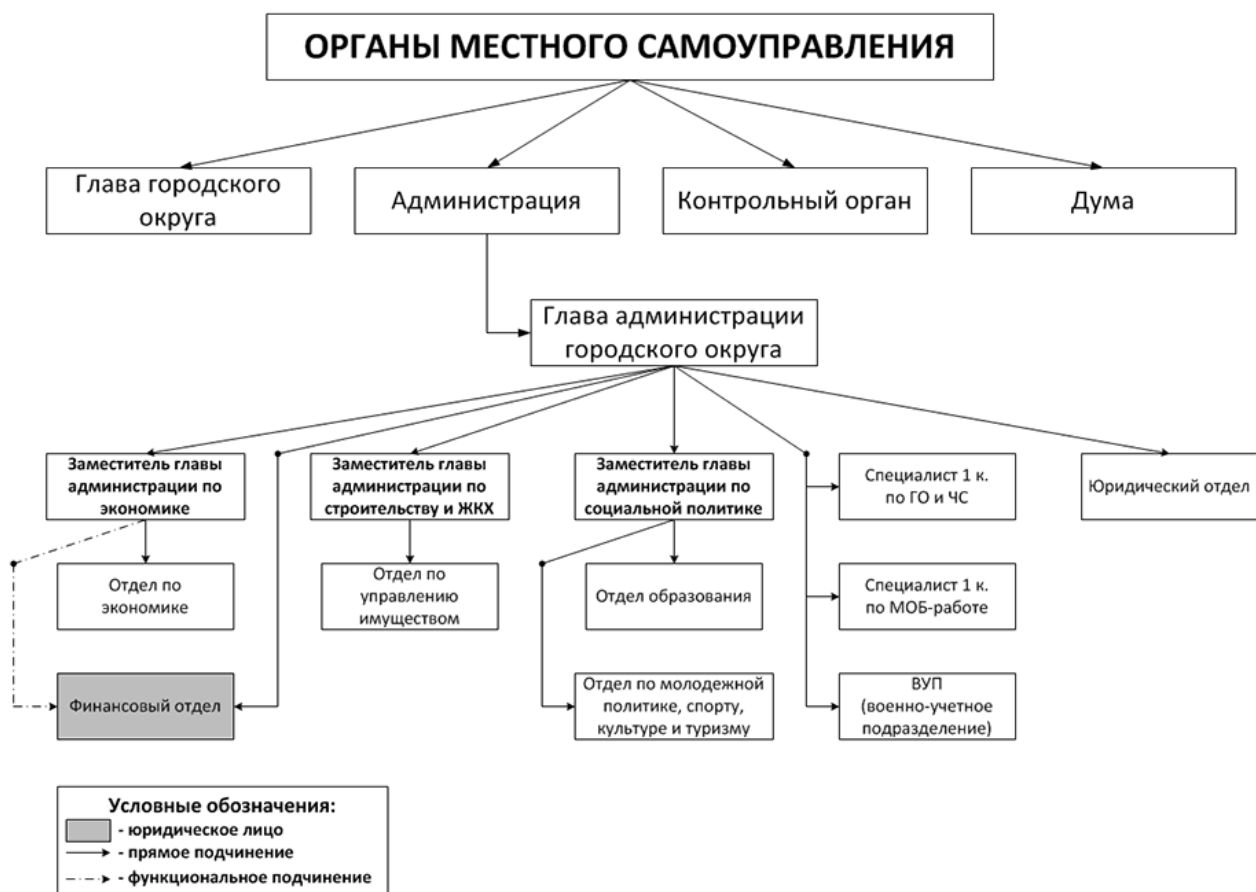 ОРГАНЫ МЕСТНОГО САМОУПРАВЛЕНИЯ
Глава городского
округа
Администрация
Контрольный орган
Дума
Глава администрации
городского округа
Заместитель главы
администрации по
экономике
Заместитель главы
администрации по
строительству и ЖКХ
Заместитель главы
администрации по
социальной политике
Специалист 1 к.
по ГО и ЧС
Юридический отдел
Отдел по
экономике
Отдел по
управлению
имуществом
Отдел образования
Специалист 1 к.
по МОБ-работе
Финансовый отдел
Отдел по молодежной
политике, спорту,
культуре и туризму
ВУП
(военно-учетное
подразделение)
Условные обозначения:
- юридическое лицо
- прямое подчинение
- функциональное подчинение